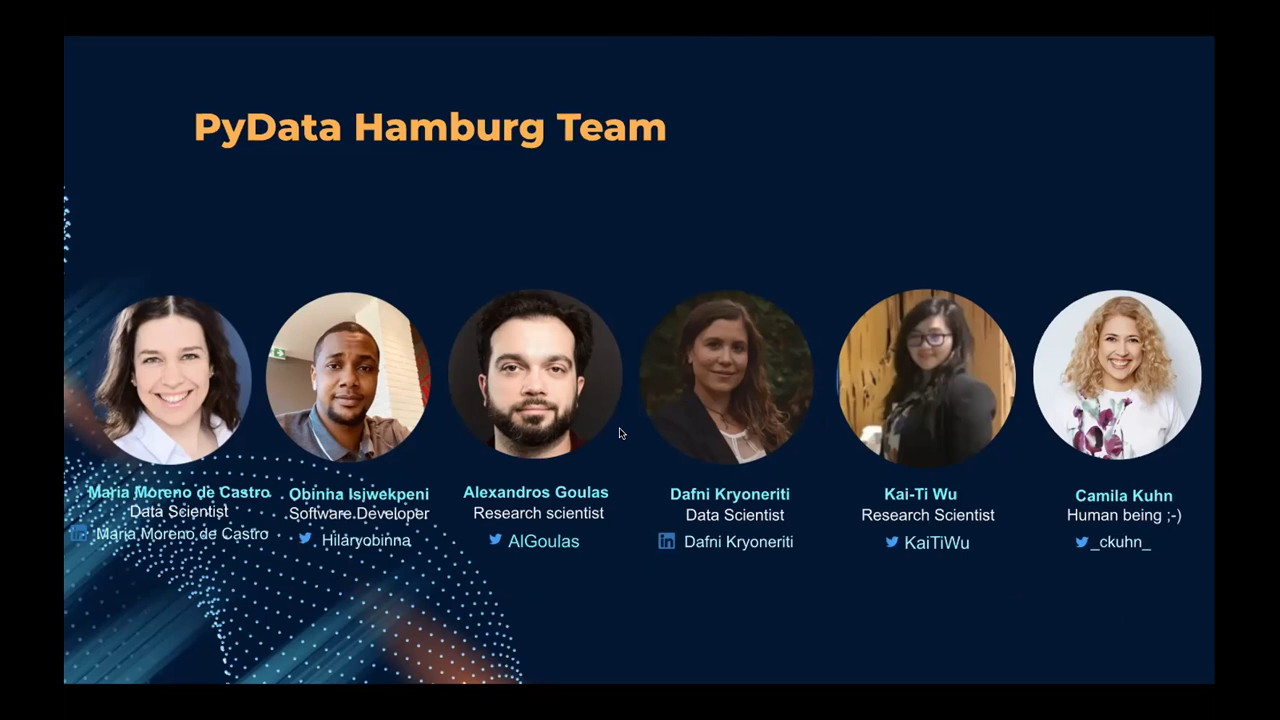 PyData Hamburg Team
Maria Moreno de Castro
Data Scientist
Maria Moreno de Castro
Obinha Isiwekpeni
Software Developer
Hilaryobinna
Alexandros Goulas
Research scientist
AlGoulas
Dafni Kryoneriti
Data Scientist
Dafni Kryoneriti
Kai-Ti Wu
Research Scientist
KaiTiWu
Camila Kuhn
Human being ;-)
_ckuhn_